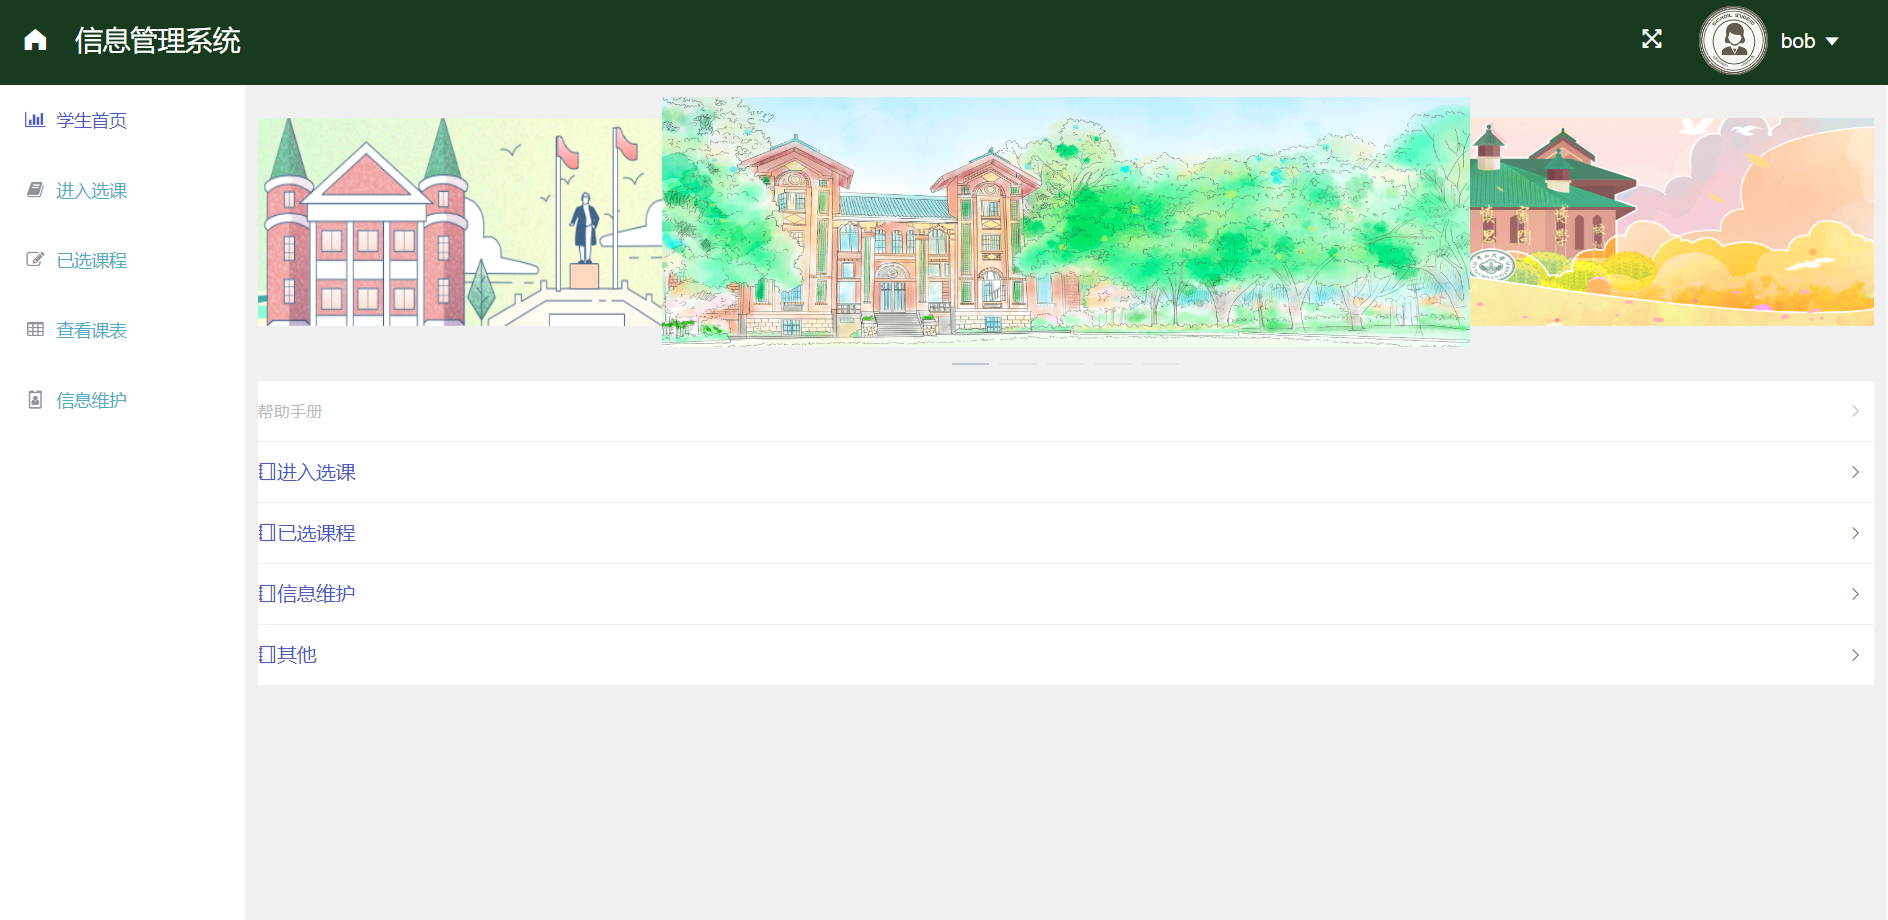 信息管理系统
bob
学生首页
进入选课
已选课程
查看课表
信息维护
帮助手册
进入选课
已选课程
信息维护
其他